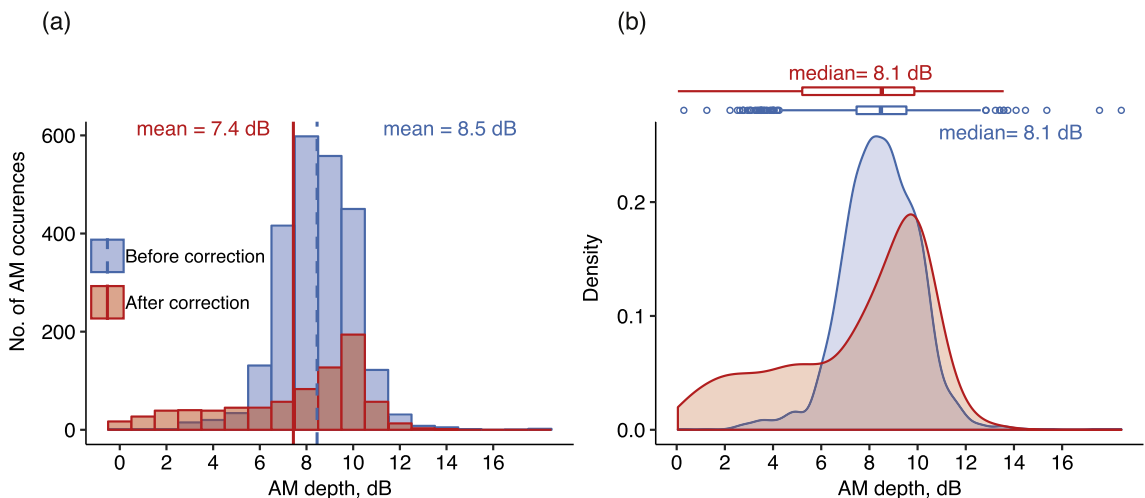 (a)
mean = 7.4 dB
mean = 8.5 dB
No. of AM occurences
600
400
200
0
Before correction
After correction
0 2 4 6 8 10 12 14 16
AM depth, dB
(b)
median= 8.1 dB
median= 8.1 dB
Density
0.2
0.1
0.0
0 2 4 6 8 10 12 14 16
AM depth, dB